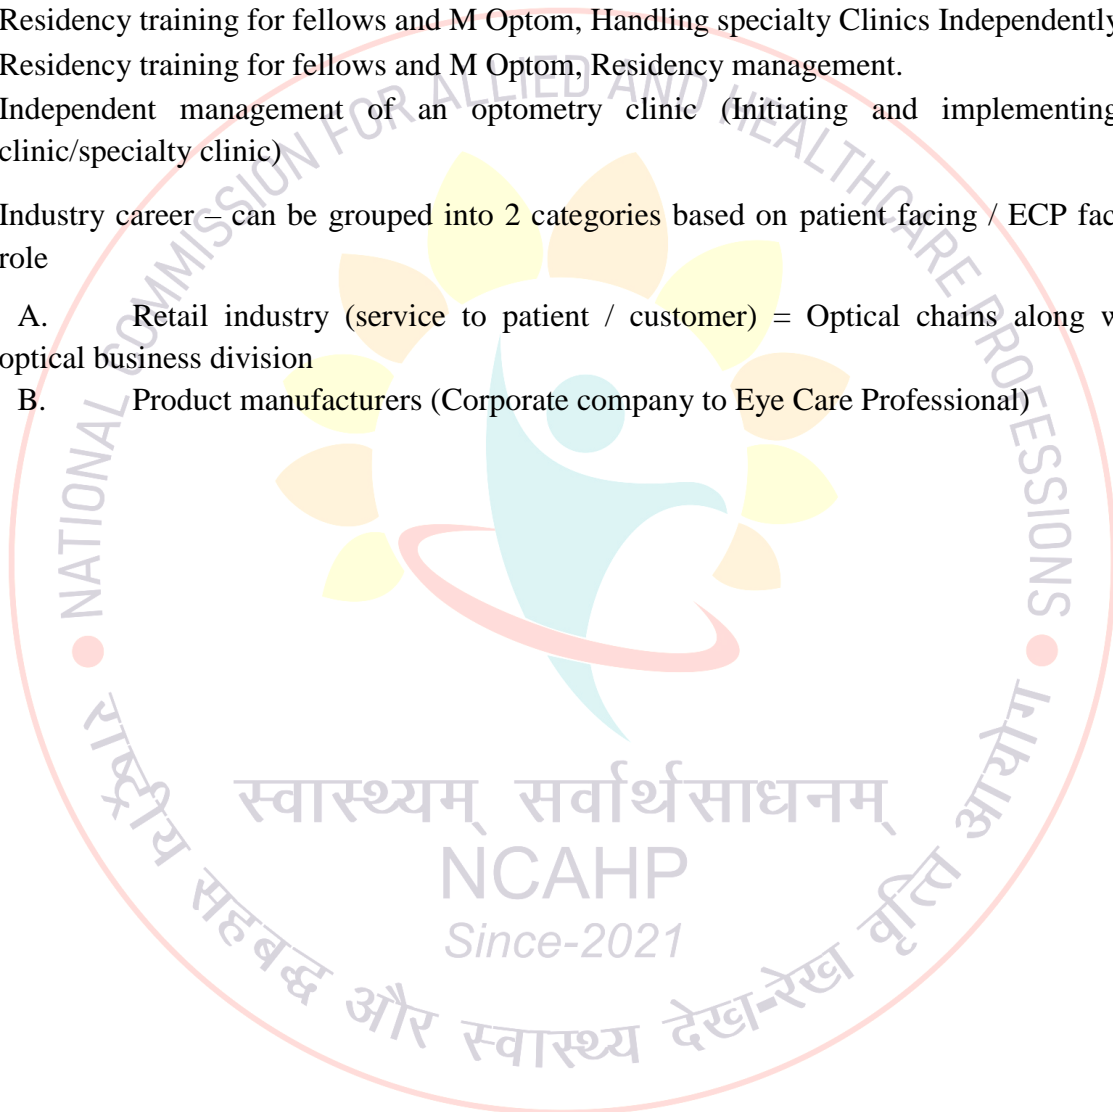 Residency training for fellows and M Optom, Handling specialty Clinics Independently
Residency training for fellows and M Optom, Residency management.
Independent management of an optometry clinic (Initiating and implementing
clinic/specialty clinic)
Industry career – can be grouped into 2 categories based on patient facing / ECP fac
role
A. Retail industry (service to patient / customer) = Optical chains along w
optical business division
B. Product manufacturers (Corporate company to Eye Care Professional)
NATIONAL COMMISSION FOR ALLIED AND HEALTHCARE PROFESSIONS
स्वास्थ्यम् सर्वार्थसाधनम्
NCAHP
Since-2021
राष्ट्रीय सहबद्ध और स्वास्थ्य देख-रेख वृत्ति आयोग